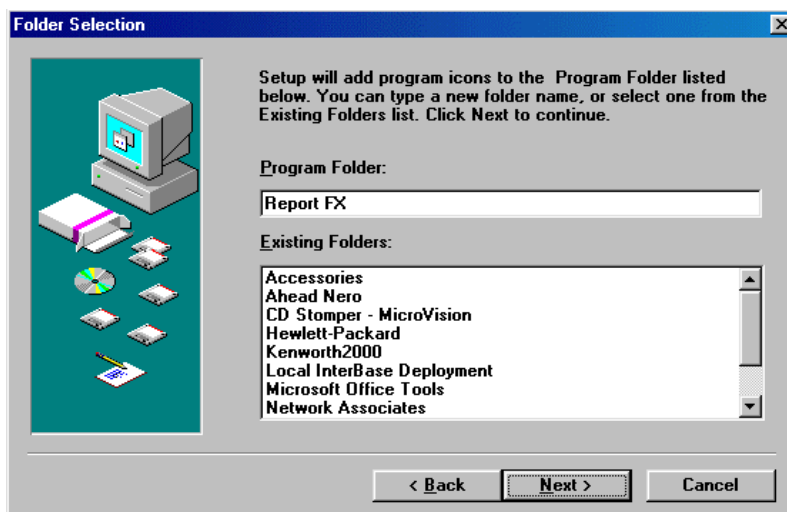 Folder Selection
Setup will add program icons to the  Program Folder listed
below. You can type a new folder name, or select one from the
Existing Folders list. Click Next to continue.
Program Folder:
Report FX
Existing Folders:
Accessories
Ahead Nero
CD Stomper - MicroVision
Hewlett-Packard
Kenworth2000
Local InterBase Deployment
Microsoft Office Tools
Network Associates
< Back
Next >
Cancel